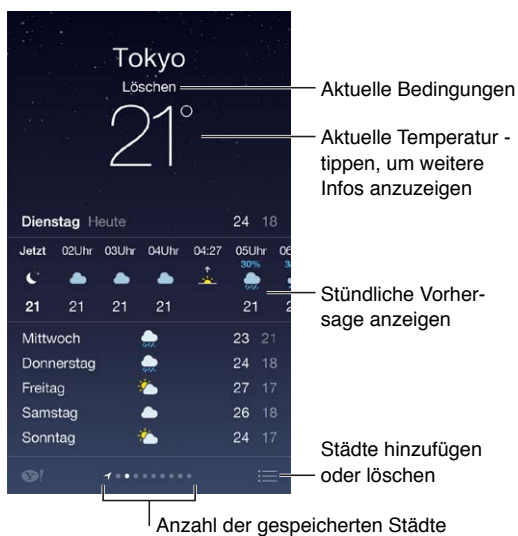 Tokyo
Löschen
21°
Aktuelle Bedingungen
Aktuelle Temperatur -
tippen, um weitere
Infos anzuzeigen
Dienstag Heute 24 18
Jetzt 02Uhr 03Uhr 04Uhr 04:27 05Uhr
30%
21 21 21 21 21
Stündliche Vorher-
sage anzeigen
Mittwoch 23 21
Donnerstag 24 18
Freitag 27 17
Samstag 26 18
Sonntag 24 17
Y!
Städte hinzufügen
oder löschen
Anzahl der gespeicherten Städte